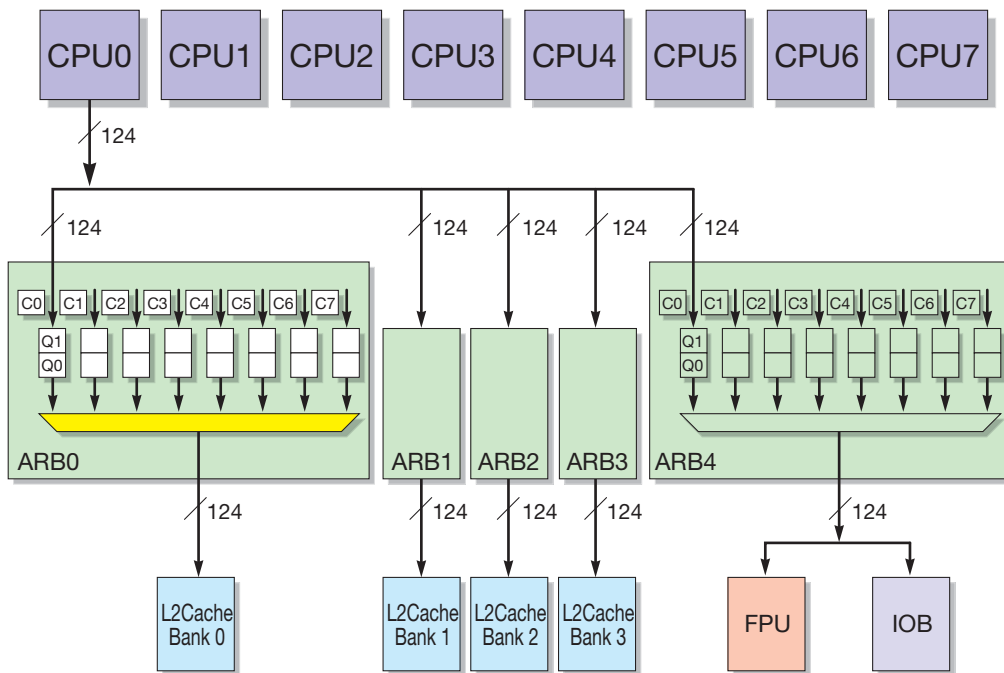 CPU0 CPU1 CPU2 CPU3 CPU4 CPU5 CPU6 CPU7
124
124 124 124 124 124
C0 C1 C2 C3 C4 C5 C6 C7
Q1
Q0
ARB0
ARB1
ARB2
ARB3
C0 C1 C2 C3 C4 C5 C6 C7
Q1
Q0
ARB4
124 124 124 124 124
L2Cache
Bank 0
L2Cache
Bank 1
L2Cache
Bank 2
L2Cache
Bank 3
FPU
IOB